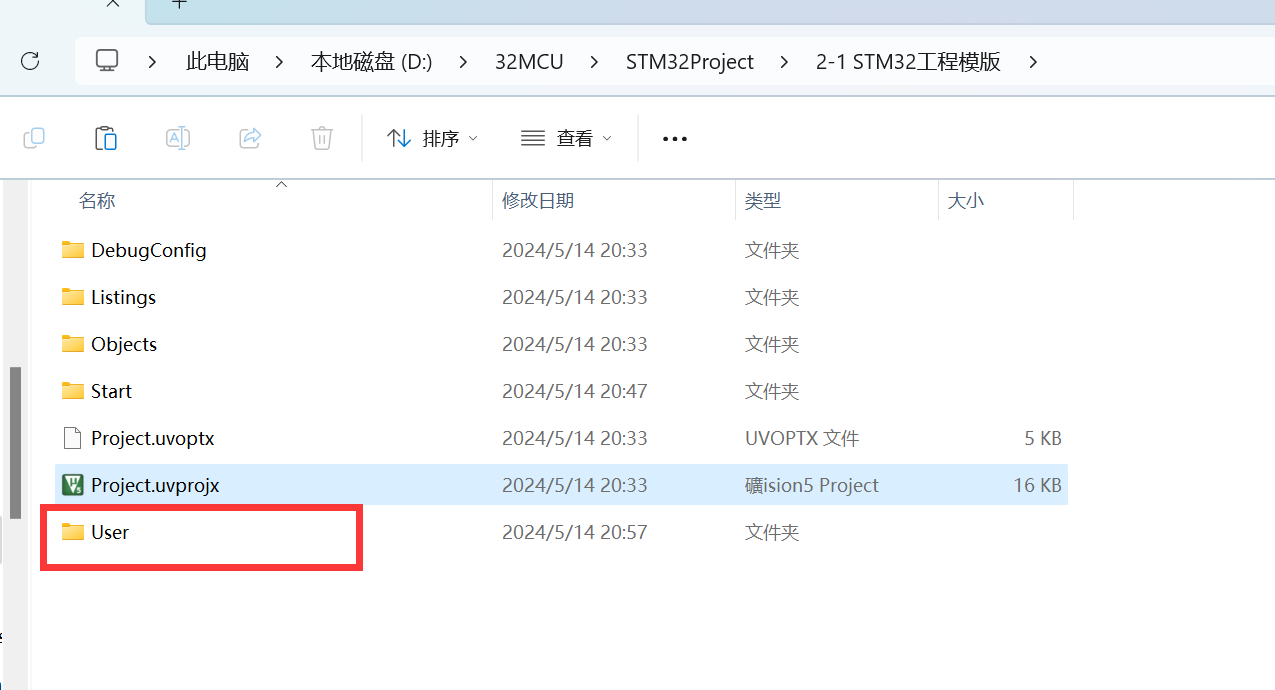 此电脑 > 本地磁盘 (D:) > 32MCU > STM32Project > 2-1 STM32工程模版 >
排序 查看 •••
名称 修改日期 类型 大小
DebugConfig 2024/5/14 20:33 文件夹
Listings 2024/5/14 20:33 文件夹
Objects 2024/5/14 20:33 文件夹
Start 2024/5/14 20:47 文件夹
Project.uvoptx 2024/5/14 20:33 UVOPTX 文件 5 KB
Project.uvprojx 2024/5/14 20:33 礦ision5 Project 16 KB
User 2024/5/14 20:57 文件夹